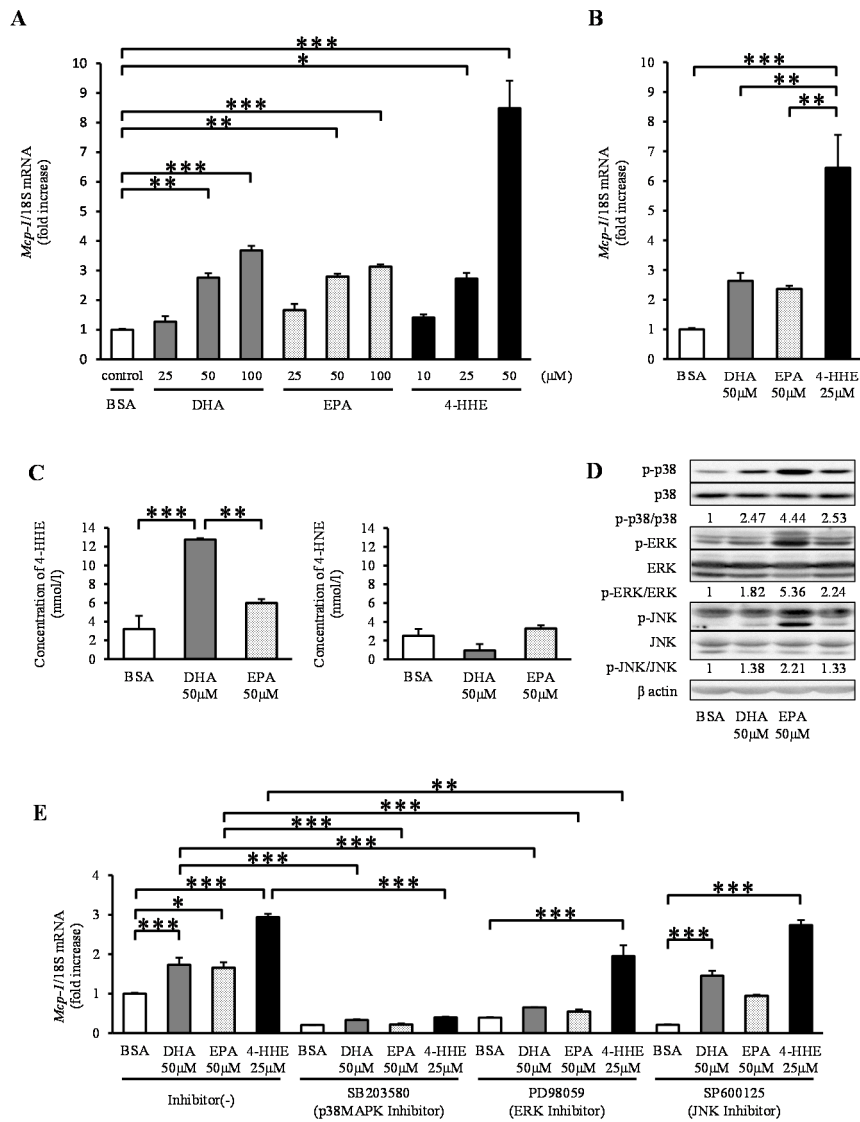 A
***
*
***
**
***
**
10
9
8
7
6
5
4
3
2
1
0
Mcp-1/18S mRNA
(fold increase)
control 25 50 100 25 50 100 10 25 50 (μM)
BSA DHA EPA 4-HHE
B
***
**
**
10
9
8
7
6
5
4
3
2
1
0
Mcp-1/18S mRNA
(fold increase)
BSA DHA EPA 4-HHE
50μM 50μM 25μM
C
*** **
14
12
10
8
6
4
2
0
Concentration of 4-HHE
(nmol/l)
BSA DHA EPA
50μM 50μM
14
12
10
8
6
4
2
0
Concentration of 4-HNE
(nmol/l)
BSA DHA EPA
50μM 50μM
D
p-p38
p38
p-p38/p38 1 2.47 4.44 2.53
p-ERK
ERK
p-ERK/ERK 1 1.82 5.36 2.24
p-JNK
JNK
p-JNK/JNK 1 1.38 2.21 1.33
β actin
BSA DHA EPA
50μM 50μM
E
**
***
***
***
***
*** ***
*
***
***
***
***
4
3
2
1
0
Mcp-1/18S mRNA
(fold increase)
BSA DHA EPA 4-HHE BSA DHA EPA 4-HHE BSA DHA EPA 4-HHE BSA DHA EPA 4-HHE
50μM 50μM 25μM 50μM 50μM 25μM 50μM 50μM 25μM 50μM 50μM 25μM
Inhibitor(-) SB203580 PD98059 SP600125
(p38MAPK Inhibitor) (ERK Inhibitor) (JNK Inhibitor)